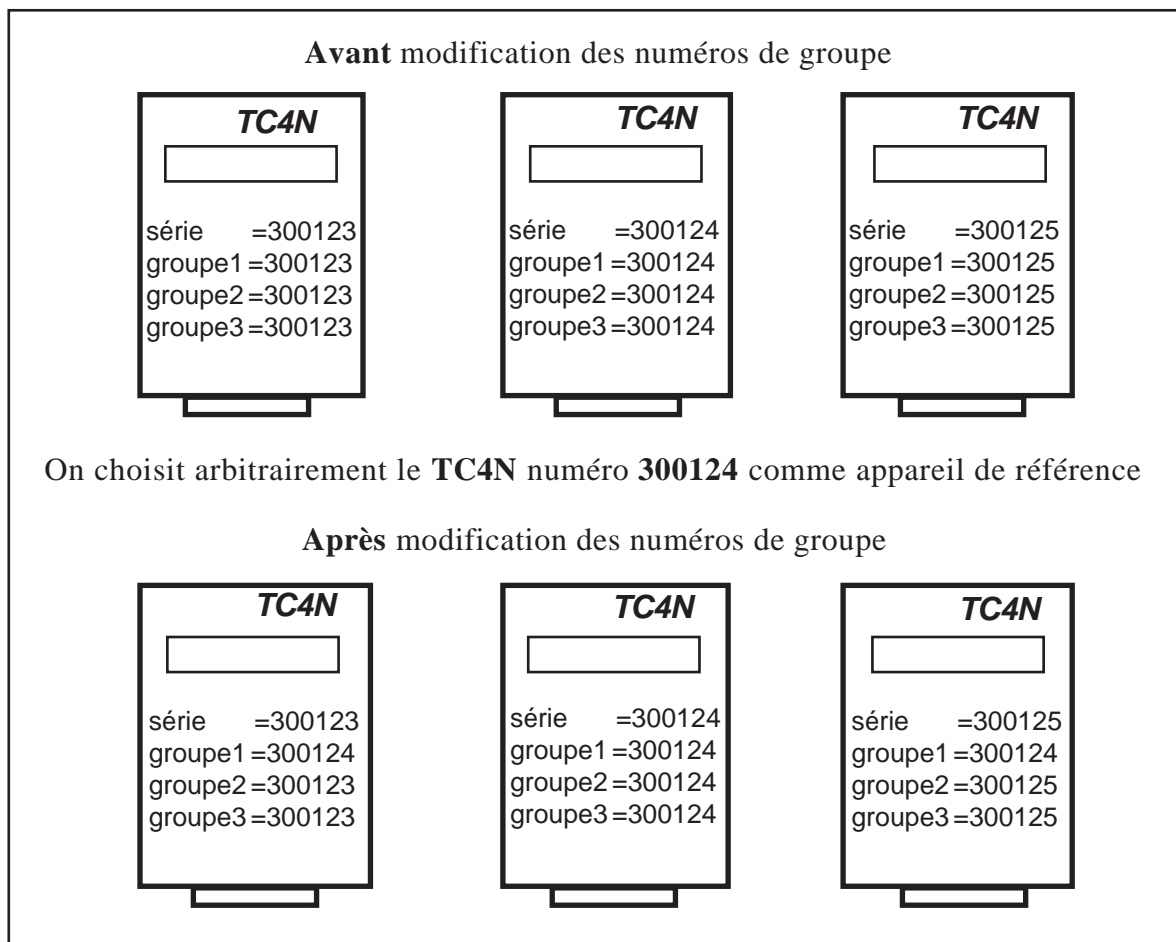 Avant modification des numéros de groupe
TC4N
série =300123
groupe1 =300123
groupe2 =300123
groupe3 =300123
TC4N
série =300124
groupe1 =300124
groupe2 =300124
groupe3 =300124
TC4N
série =300125
groupe1 =300125
groupe2 =300125
groupe3 =300125
On choisit arbitrairement le TC4N numéro 300124 comme appareil de référence
Après modification des numéros de groupe
TC4N
série =300123
groupe1 =300124
groupe2 =300123
groupe3 =300123
TC4N
série =300124
groupe1 =300124
groupe2 =300124
groupe3 =300124
TC4N
série =300125
groupe1 =300124
groupe2 =300125
groupe3 =300125